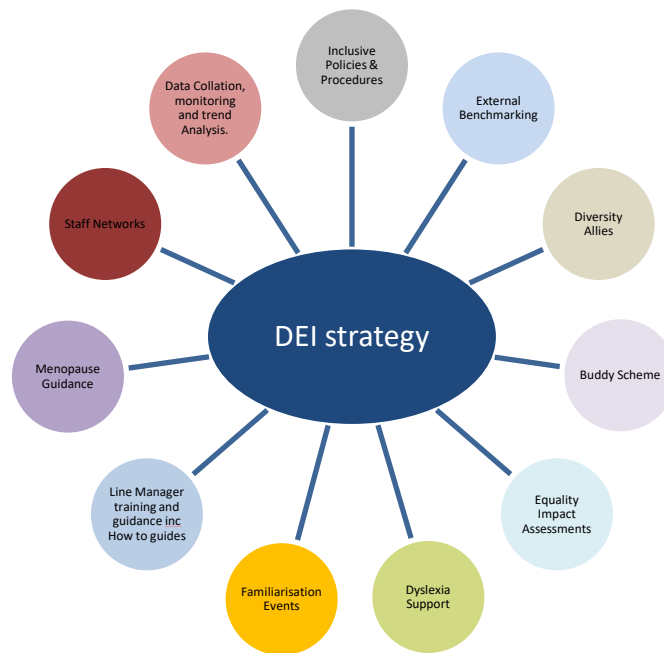 Inclusive
Policies &
Procedures
External
Benchmarking
Diversity
Allies
Buddy Scheme
Equality
Impact
Assessments
Dyslexia
Support
Familiarisation
Events
Line Manager
training and
guidance inc
How to guides
Menopause
Guidance
Staff Networks
Data Collation,
monitoring
and trend
Analysis.
DEI strategy